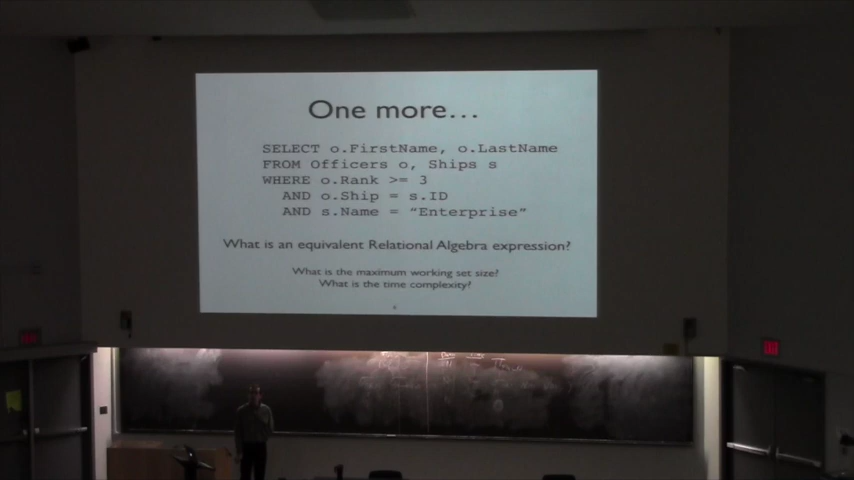 One more...
SELECT o.FirstName, o.LastName
FROM Officers o, Ships s
WHERE o.Rank >= 3
AND o.Ship = s.ID
AND s.Name = “Enterprise”
What is an equivalent Relational Algebra expression?
What is the maximum working set size?
What is the time complexity?